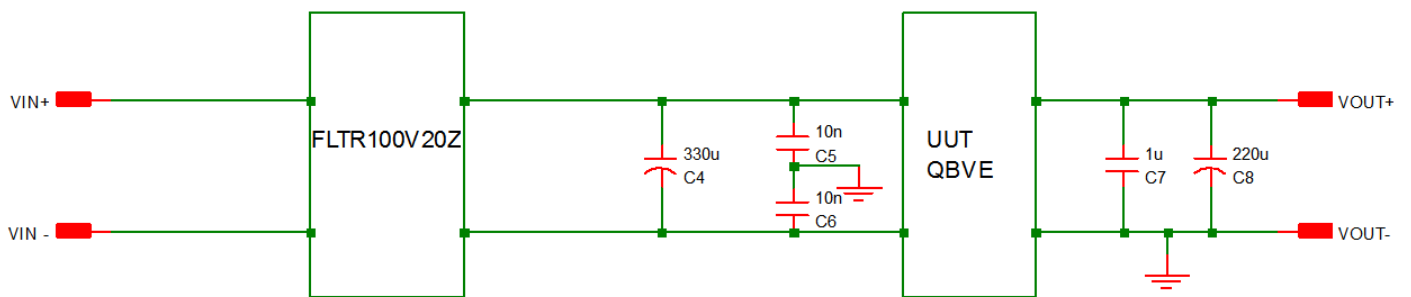 VIN+
FLTR100V20Z
330u
C4
10n
C5
10n
C6
UUT
QBVE
1u
C7
220u
C8
VOUT+
VIN -
VOUT-